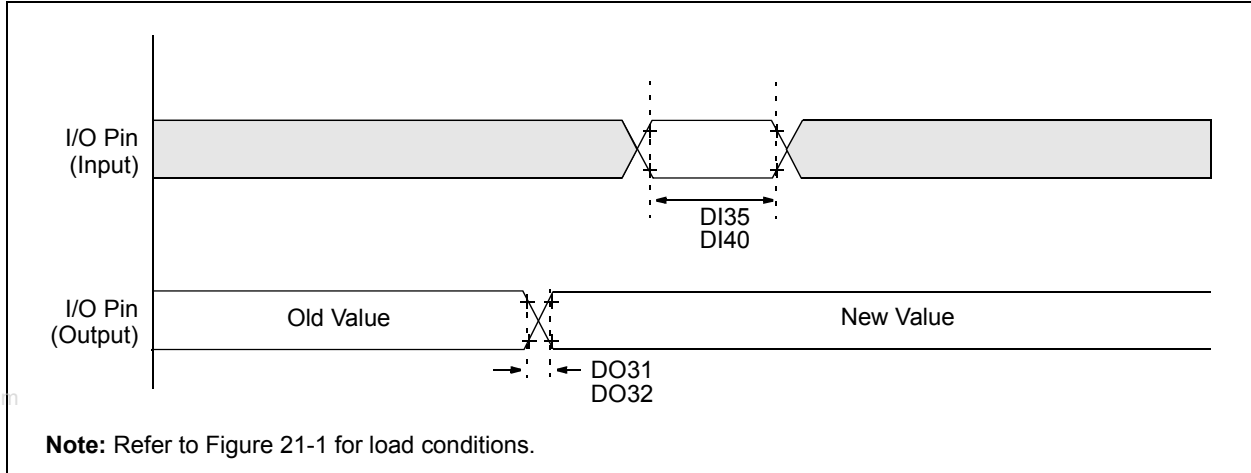 I/O Pin
(Input)
DI35
DI40
I/O Pin
(Output)
Old Value
New Value
DO31
DO32
m
Note: Refer to Figure 21-1 for load conditions.